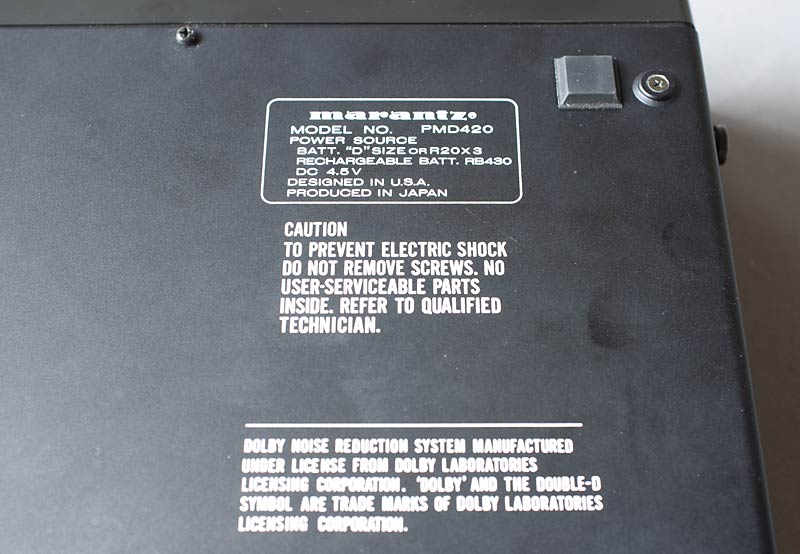 marantz®
MODEL NO. PMD420
POWER SOURCE
BATT. "D" SIZE OR R20X3
RECHARGEABLE BATT. RB430
DC 4.5V
DESIGNED IN U.S.A.
PRODUCED IN JAPAN
CAUTION
TO PREVENT ELECTRIC SHOCK
DO NOT REMOVE SCREWS. NO
USER-SERVICEABLE PARTS
INSIDE. REFER TO QUALIFIED
TECHNICIAN.
DOLBY NOISE REDUCTION SYSTEM MANUFACTURED
UNDER LICENSE FROM DOLBY LABORATORIES
LICENSING CORPORATION. 'DOLBY' AND THE DOUBLE-D
SYMBOL ARE TRADE MARKS OF DOLBY LABORATORIES
LICENSING CORPORATION.